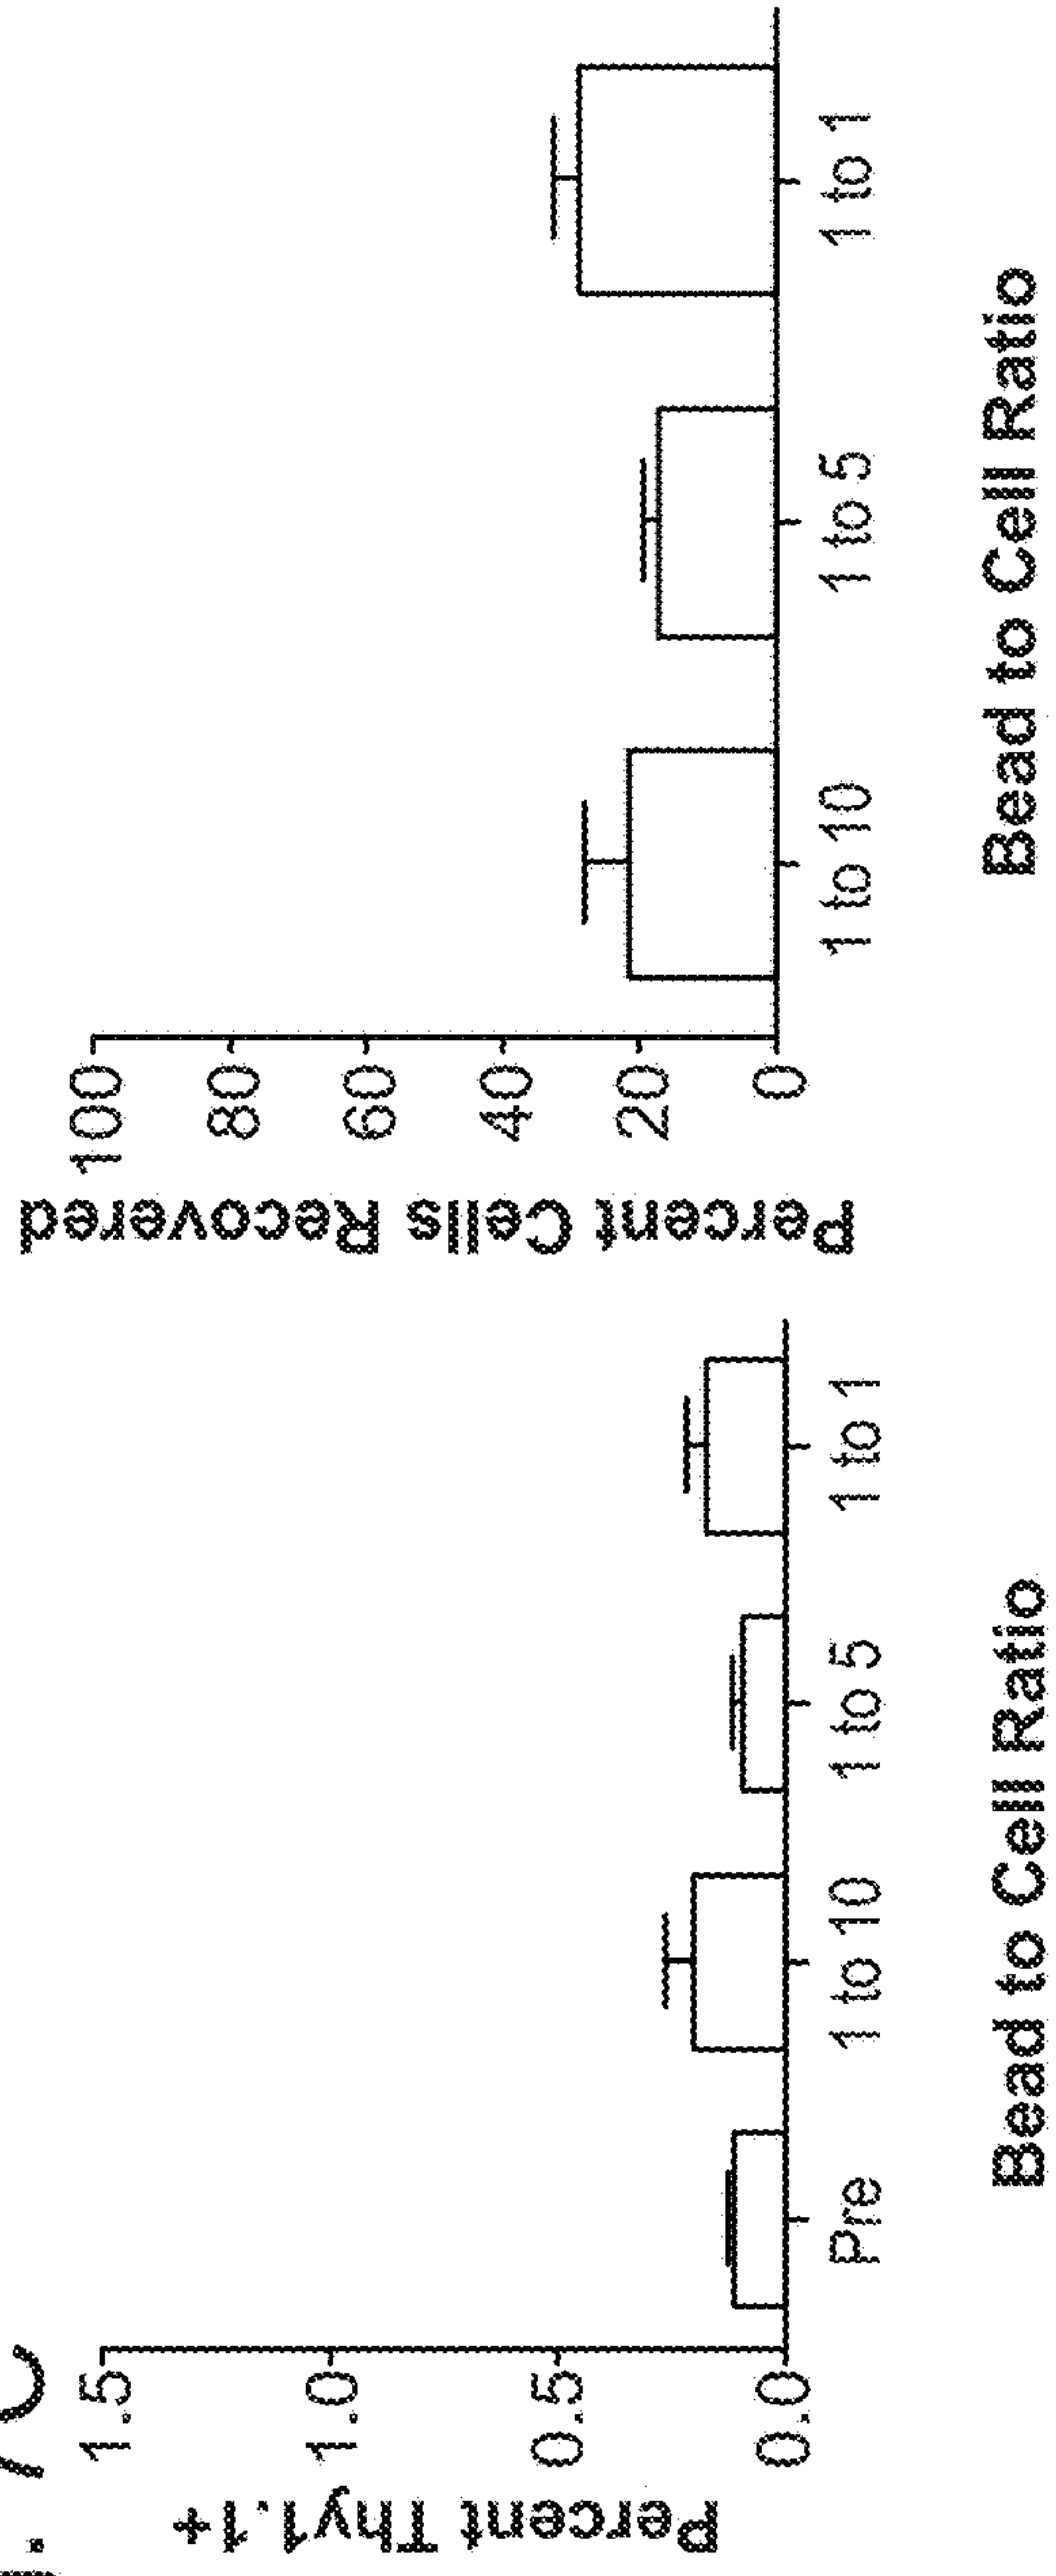 7C
Percent Thy1.1+
1.5
1.0
0.5
0.0
Pre
1 to 10
1 to 5
1 to 1
Bead to Cell Ratio
Percent Cells Recovered
100
80
60
40
20
0
1 to 10
1 to 5
1 to 1
Bead to Cell Ratio